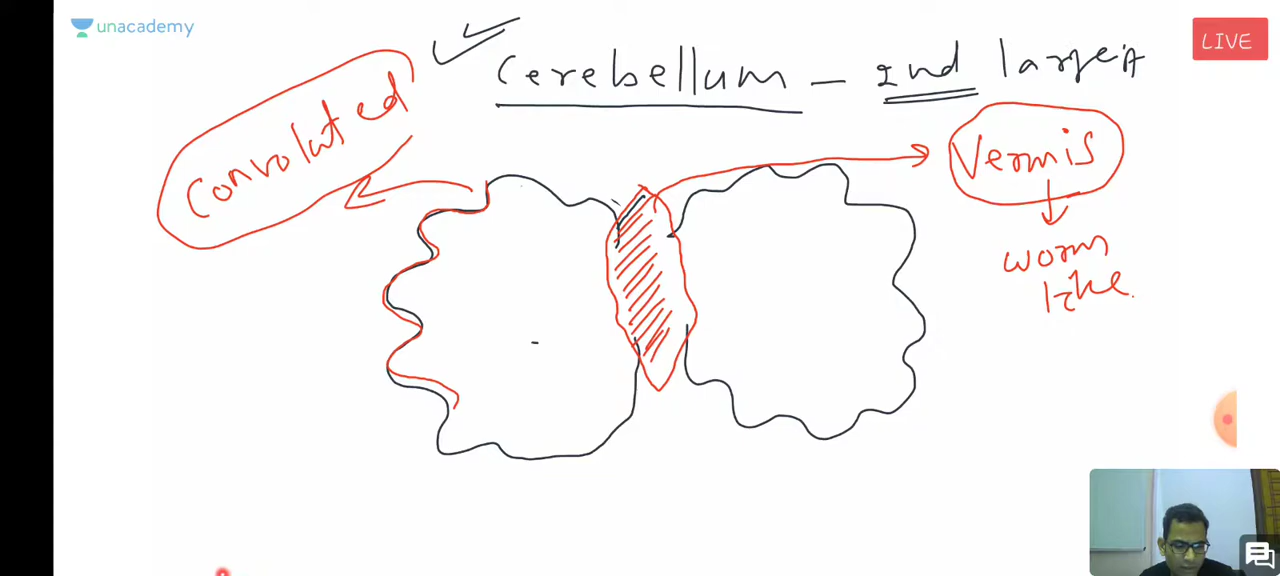 unacademy
LIVE
Cerebellum - 2nd largest
Convoluted
Vermis
worm
like